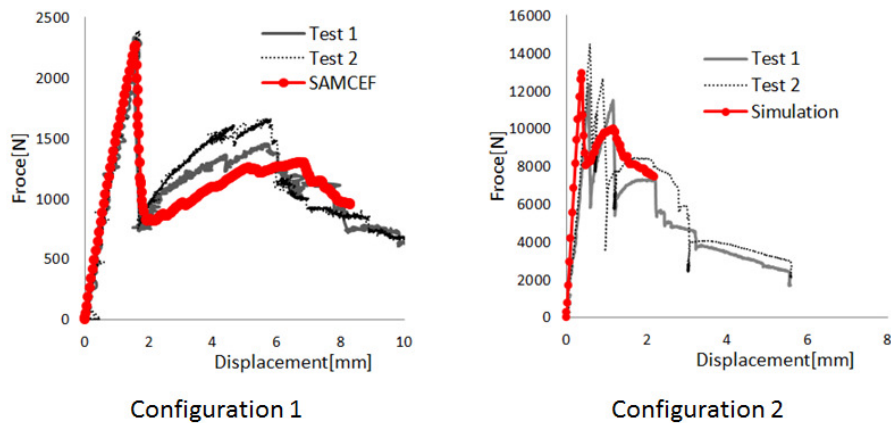 2500
2000
1500
1000
500
0
Froce[N]
0
2
4
6
8
10
Displacement[mm]
Test 1
Test 2
SAMCEF
Configuration 1
16000
14000
12000
10000
8000
6000
4000
2000
0
Froce[N]
0
2
4
6
8
Displacement[mm]
Test 1
Test 2
Simulation
Configuration 2